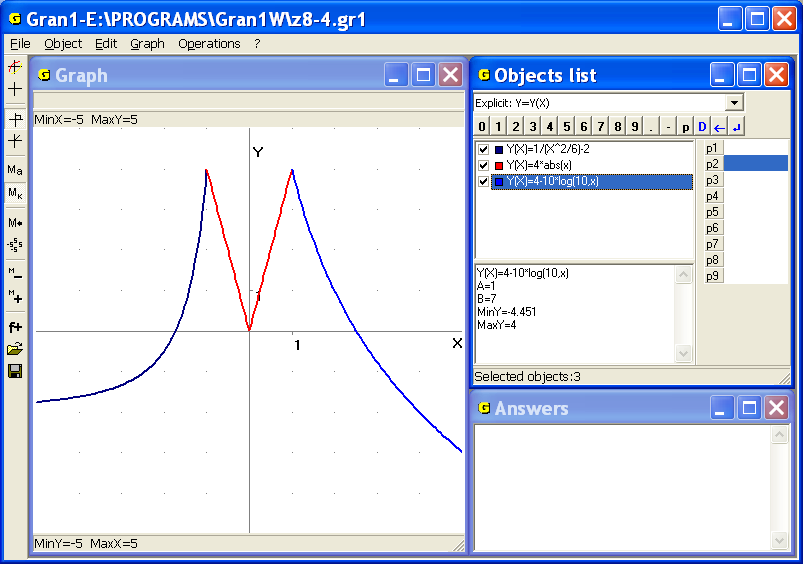 Gran1-E:\PROGRAMS\Gran1W\z8-4.gr1
File Object Edit Graph Operations ?
Graph
MinX=-5 MaxY=5
Y
1
1
X
MinY=-5 MaxX=5
Ma
Mк
M
M
M
f+
Objects list
Explicit: Y=Y(X)
0 1 2 3 4 5 6 7 8 9 . - p D
Y(X)=1/(X^2/6)-2
Y(X)=4*abs(x)
Y(X)=4-10*log(10,x)
p1
p2
p3
p4
p5
p6
p7
p8
p9
Y(X)=4-10*log(10,x)
A=1
B=7
MinY=-4.451
MaxY=4
Selected objects:3
Answers